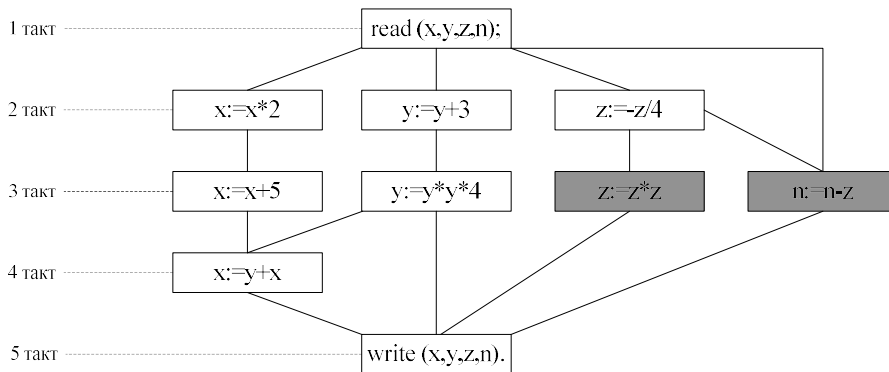 1 такт
read (x,y,z,n);
2 такт
x:=x*2
y:=y+3
z:=-z/4
3 такт
x:=x+5
y:=y*y*4
z:=z*z
n:=n-z
4 такт
x:=y+x
5 такт
write (x,y,z,n).